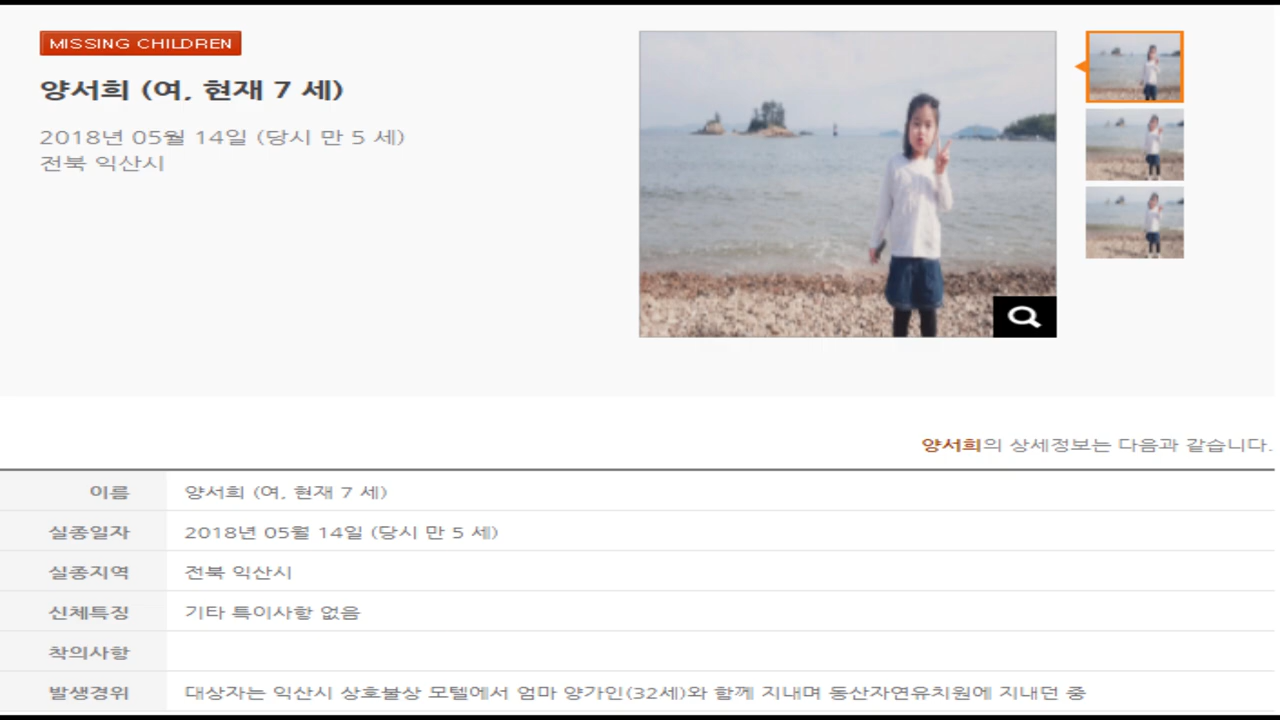 MISSING CHILDREN
양서희 (여, 현재 7 세)
2018년 05월 14일 (당시 만 5 세)
전북 익산시
양서희의 상세정보는 다음과 같습니다.
이름 양서희 (여, 현재 7 세)
실종일자 2018년 05월 14일 (당시 만 5 세)
실종지역 전북 익산시
신체특징 기타 특이사항 없음
착의사항
발생경위 대상자는 익산시 상호불상 모텔에서 엄마 양가인(32세)와 함께 지내며 동산자연유치원에 지내던 중